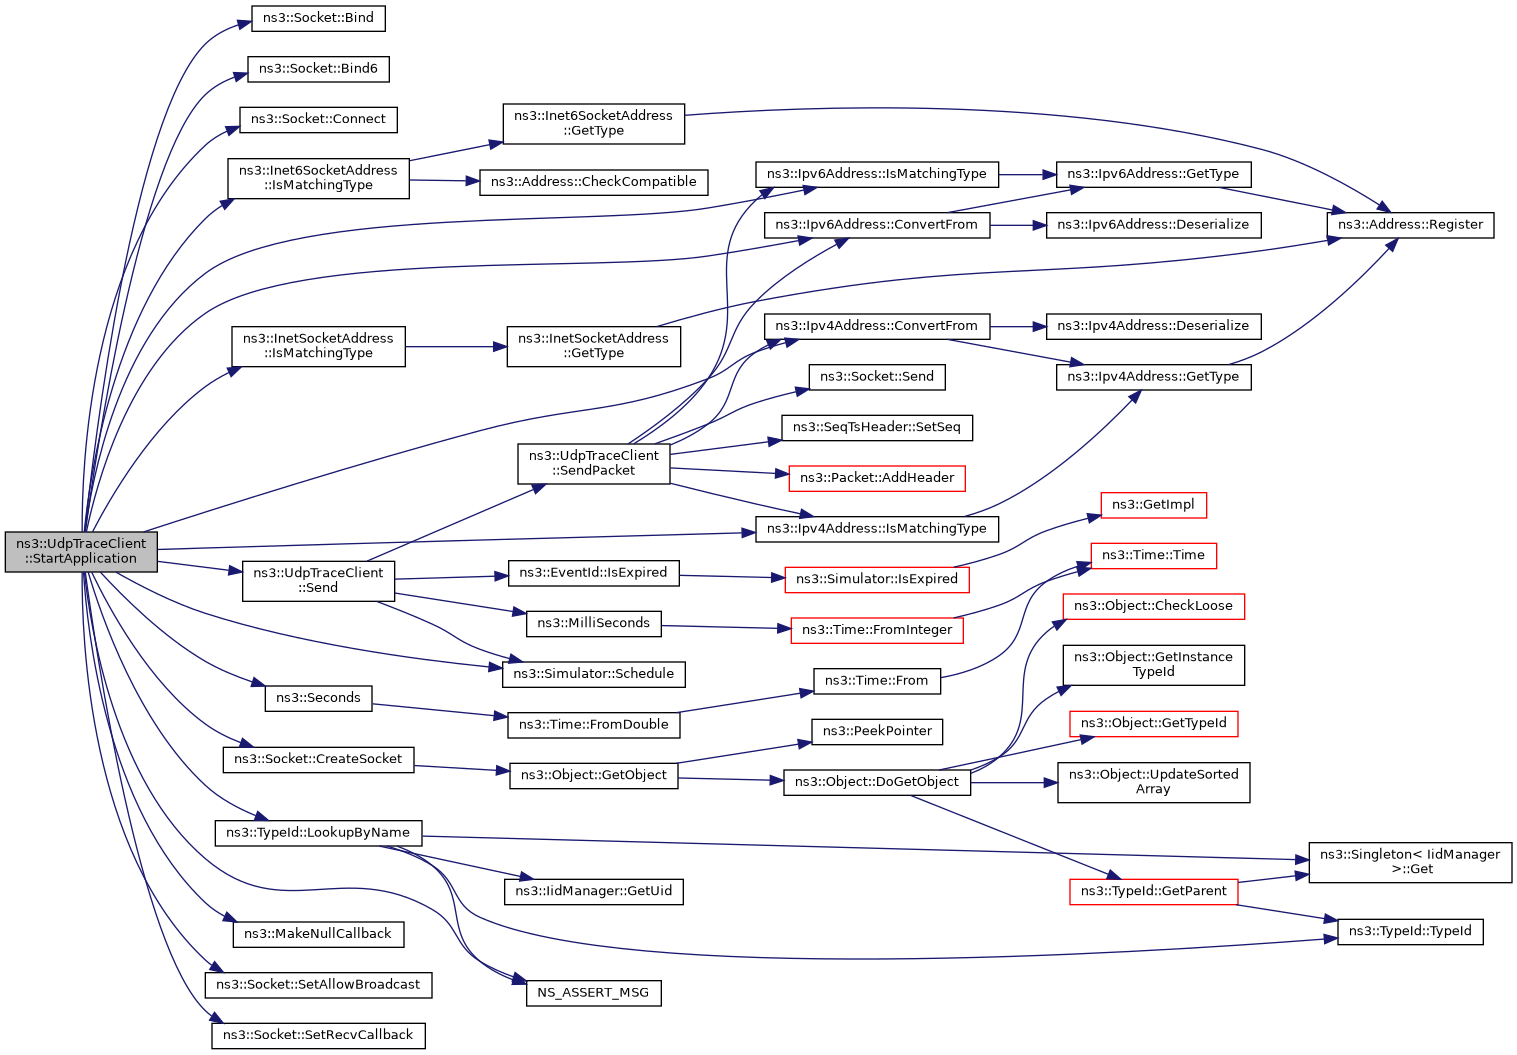 ns3::Socket::Bind
ns3::Socket::Bind6
ns3::Socket::Connect
ns3::Inet6SocketAddress
::GetType
ns3::Inet6SocketAddress
::IsMatchingType
ns3::Address::CheckCompatible
ns3::Ipv6Address::IsMatchingType
ns3::Ipv6Address::GetType
ns3::Ipv6Address::ConvertFrom
ns3::Ipv6Address::Deserialize
ns3::Address::Register
ns3::InetSocketAddress
::IsMatchingType
ns3::InetSocketAddress
::GetType
ns3::Ipv4Address::ConvertFrom
ns3::Ipv4Address::Deserialize
ns3::Socket::Send
ns3::Ipv4Address::GetType
ns3::SeqTsHeader::SetSeq
ns3::UdpTraceClient
::SendPacket
ns3::Packet::AddHeader
ns3::GetImpl
ns3::Ipv4Address::IsMatchingType
ns3::UdpTraceClient
::StartApplication
ns3::Time::Time
ns3::UdpTraceClient
::Send
ns3::EventId::IsExpired
ns3::Simulator::IsExpired
ns3::Object::CheckLoose
ns3::MilliSeconds
ns3::Time::FromInteger
ns3::Object::GetInstance
TypeId
ns3::Simulator::Schedule
ns3::Time::From
ns3::Seconds
ns3::Time::FromDouble
ns3::PeekPointer
ns3::Object::GetTypeId
ns3::Socket::CreateSocket
ns3::Object::GetObject
ns3::Object::DoGetObject
ns3::Object::UpdateSorted
Array
ns3::TypeId::LookupByName
ns3::Singleton< IidManager
>::Get
ns3::IidManager::GetUid
ns3::TypeId::GetParent
ns3::MakeNullCallback
ns3::TypeId::TypeId
ns3::Socket::SetAllowBroadcast
NS_ASSERT_MSG
ns3::Socket::SetRecvCallback